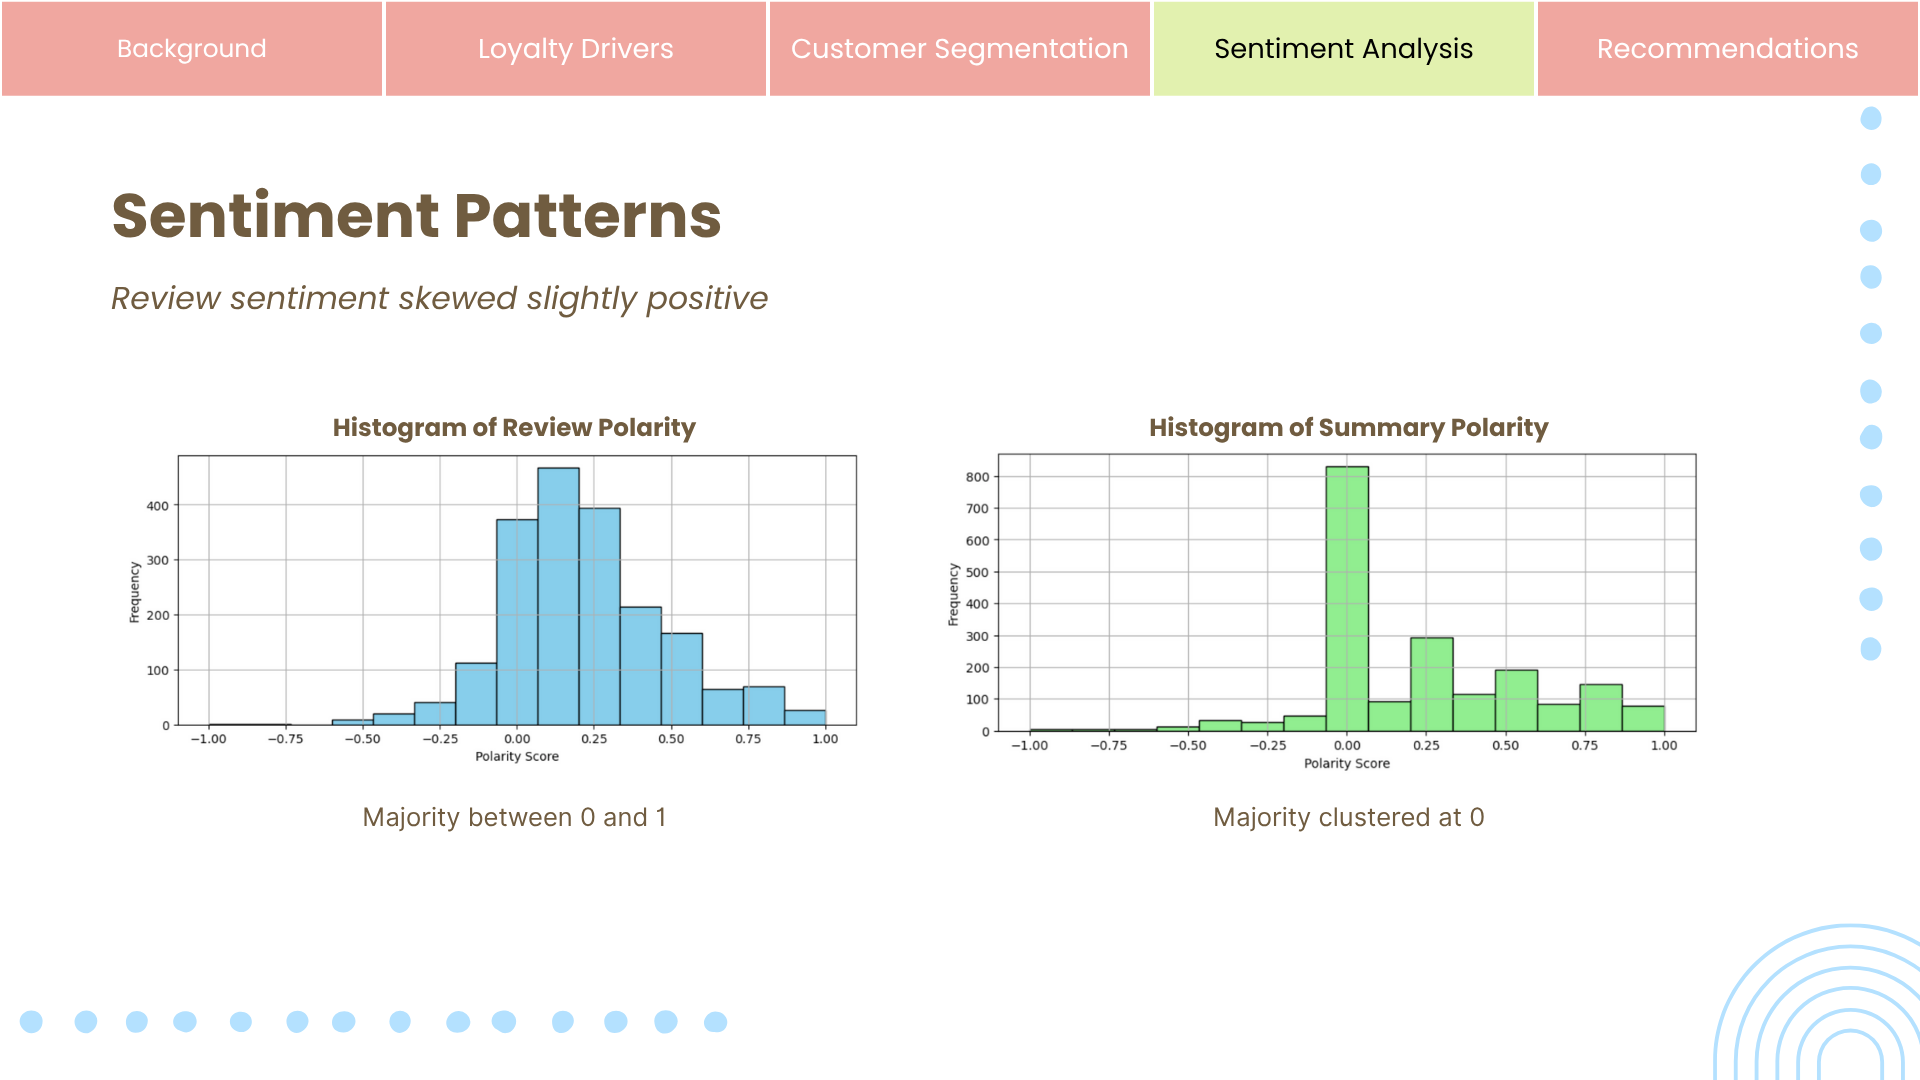 Background
Loyalty Drivers
Customer Segmentation
Sentiment Analysis
Recommendations
Sentiment Patterns
Review sentiment skewed slightly positive
Histogram of Review Polarity
400
300
200
100
0
Frequency
−1.00 −0.75 −0.50 −0.25 0.00 0.25 0.50 0.75 1.00
Polarity Score
Majority between 0 and 1
Histogram of Summary Polarity
800
700
600
500
400
300
200
100
0
Frequency
−1.00 −0.75 −0.50 −0.25 0.00 0.25 0.50 0.75 1.00
Polarity Score
Majority clustered at 0